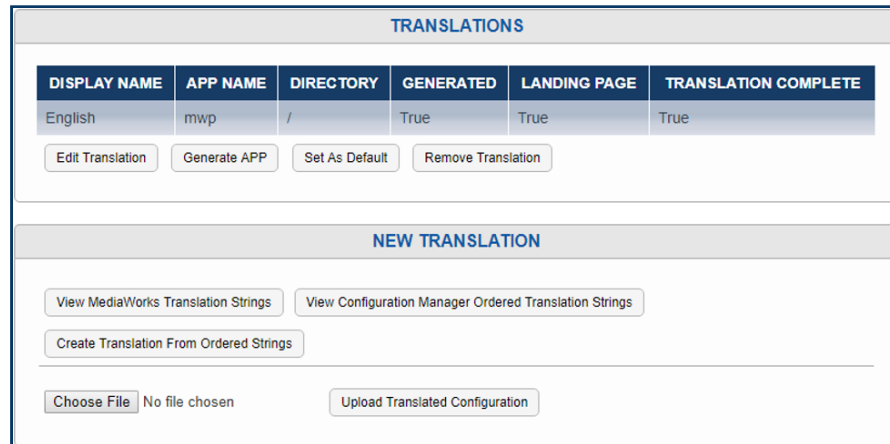 TRANSLATIONS
DISPLAY NAME APP NAME DIRECTORY GENERATED LANDING PAGE TRANSLATION COMPLETE
English mwp / True True True
Edit Translation Generate APP Set As Default Remove Translation
NEW TRANSLATION
View MediaWorks Translation Strings View Configuration Manager Ordered Translation Strings
Create Translation From Ordered Strings
Choose File No file chosen Upload Translated Configuration